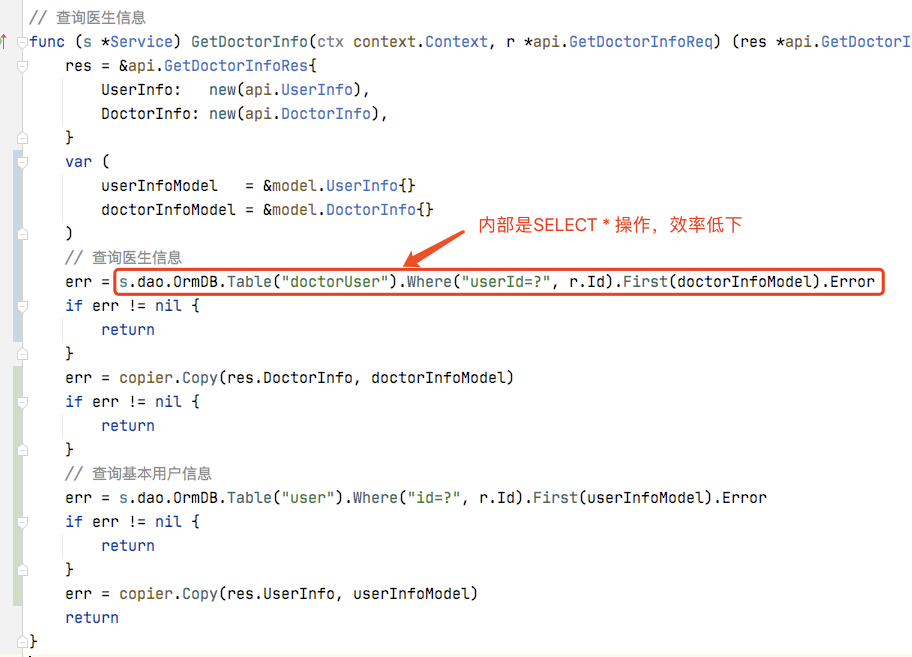 // 查询医生信息
func (s *Service) GetDoctorInfo(ctx context.Context, r *api.GetDoctorInfoReq) (res *api.GetDoctorI
res = &api.GetDoctorInfoRes{
UserInfo:   new(api.UserInfo),
DoctorInfo: new(api.DoctorInfo),
}
var (
userInfoModel   = &model.UserInfo{}
doctorInfoModel = &model.DoctorInfo{}
)
内部是SELECT * 操作，效率低下
// 查询医生信息
err = s.dao.OrmDB.Table("doctorUser").Where("userId=?", r.Id).First(doctorInfoModel).Error
if err != nil {
return
}
err = copier.Copy(res.DoctorInfo, doctorInfoModel)
if err != nil {
return
}
// 查询基本用户信息
err = s.dao.OrmDB.Table("user").Where("id=?", r.Id).First(userInfoModel).Error
if err != nil {
return
}
err = copier.Copy(res.UserInfo, userInfoModel)
return
}